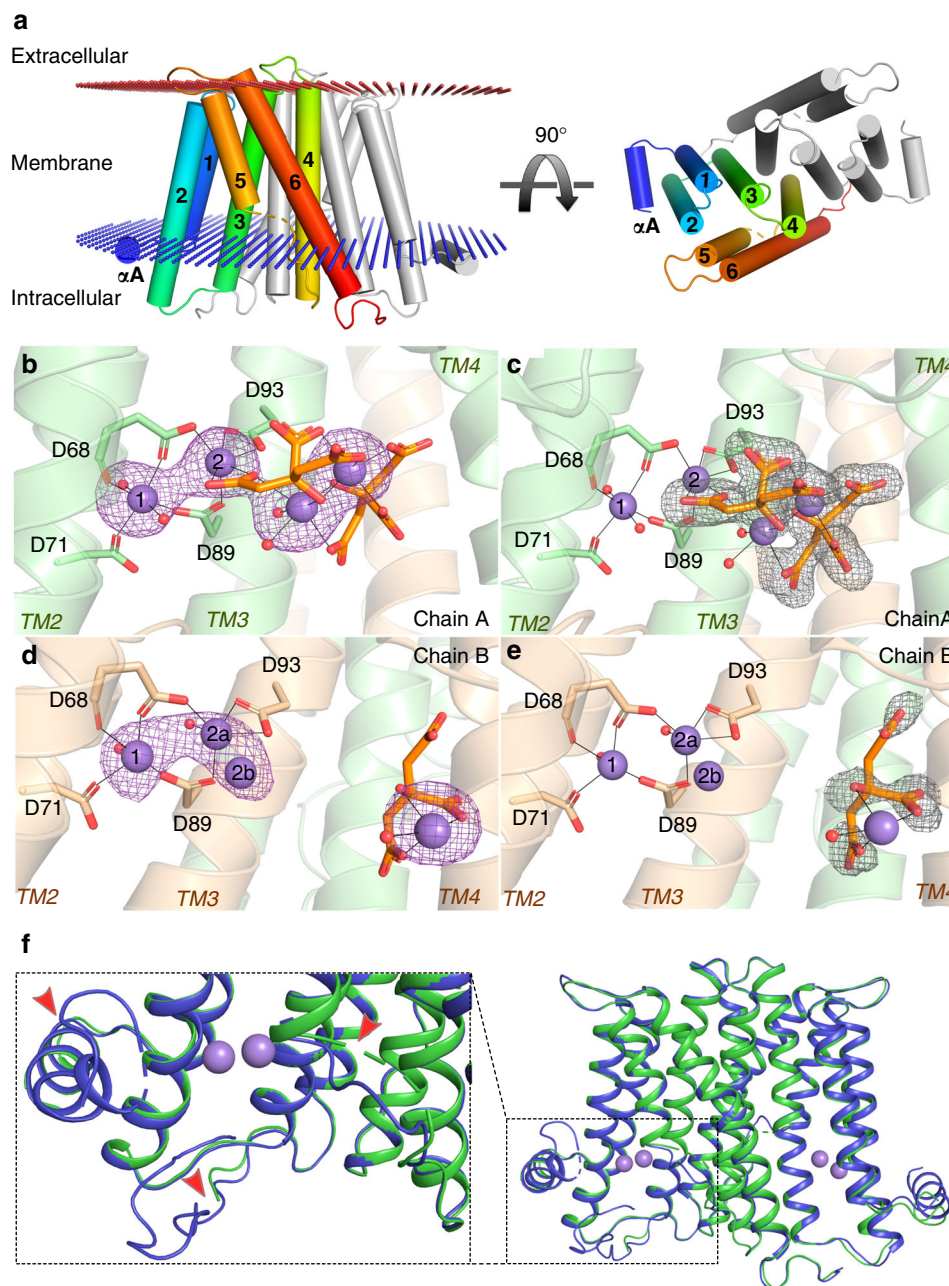 a
Extracellular
Membrane
Intracellular
αA
1
2
3
4
5
6
90°
αA
1
2
3
4
5
6
b
TM4
D93
D68
2
1
D71
D89
TM2
TM3
Chain A
c
TM4
D93
D68
2
1
D71
D89
TM2
TM3
ChainA
d
Chain B
D93
D68
2a
1
2b
D71
D89
TM2
TM3
TM4
e
Chain B
D93
D68
2a
1
2b
D71
D89
TM2
TM3
TM4
f